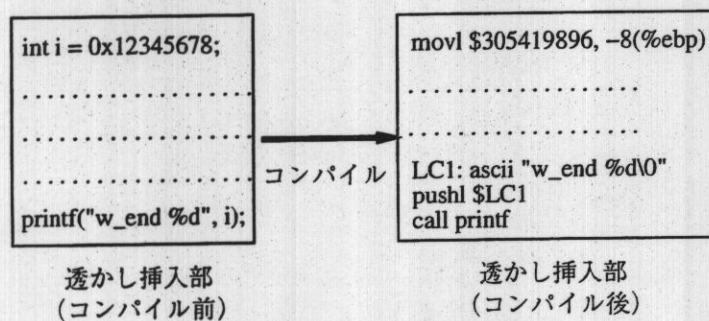 int i = 0x12345678;
. . . . . . . . . . . . . . . . . . .
. . . . . . . . . . . . . . . . . . .
. . . . . . . . . . . . . . . . . . .
printf("w_end %d", i);
コンパイル
movl $305419896, −8(%ebp)
. . . . . . . . . . . . . . . . . . .
. . . . . . . . . . . . . . . . . . .
LC1: ascii "w_end %d\0"
pushl $LC1
call printf
透かし挿入部
(コンパイル前)
透かし挿入部
(コンパイル後)